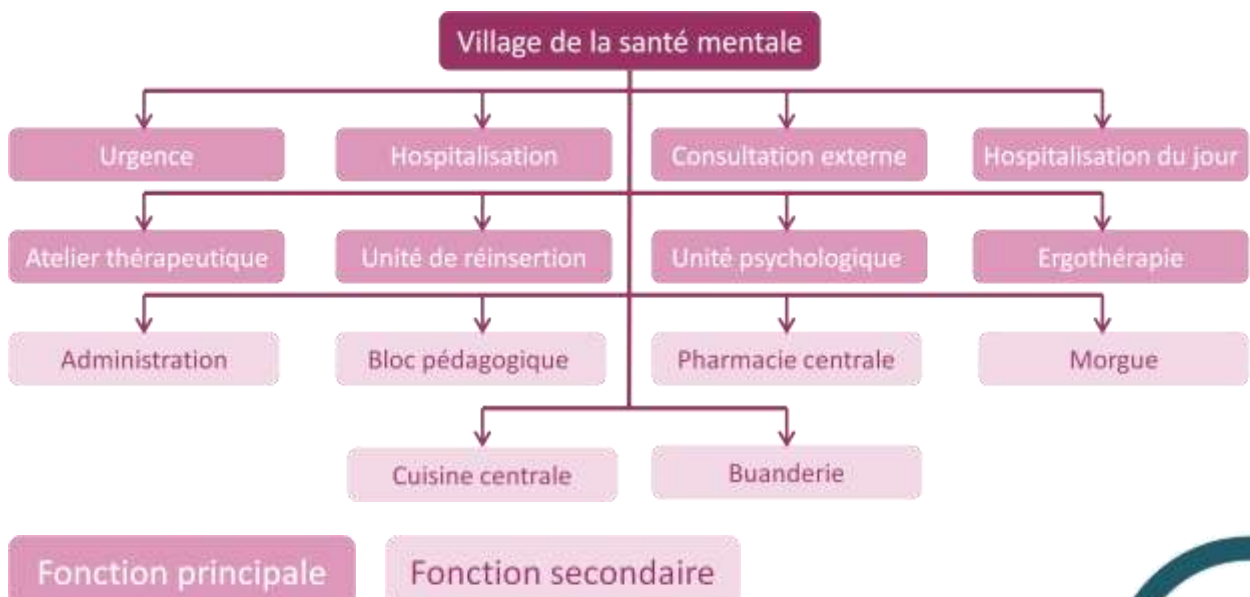 Village de la santé mentale
Urgence
Hospitalisation
Consultation externe
Hospitalisation du jour
Atelier thérapeutique
Unité de réinsertion
Unité psychologique
Ergothérapie
Administration
Bloc pédagogique
Pharmacie centrale
Morgue
Cuisine centrale
Buanderie
Fonction principale
Fonction secondaire